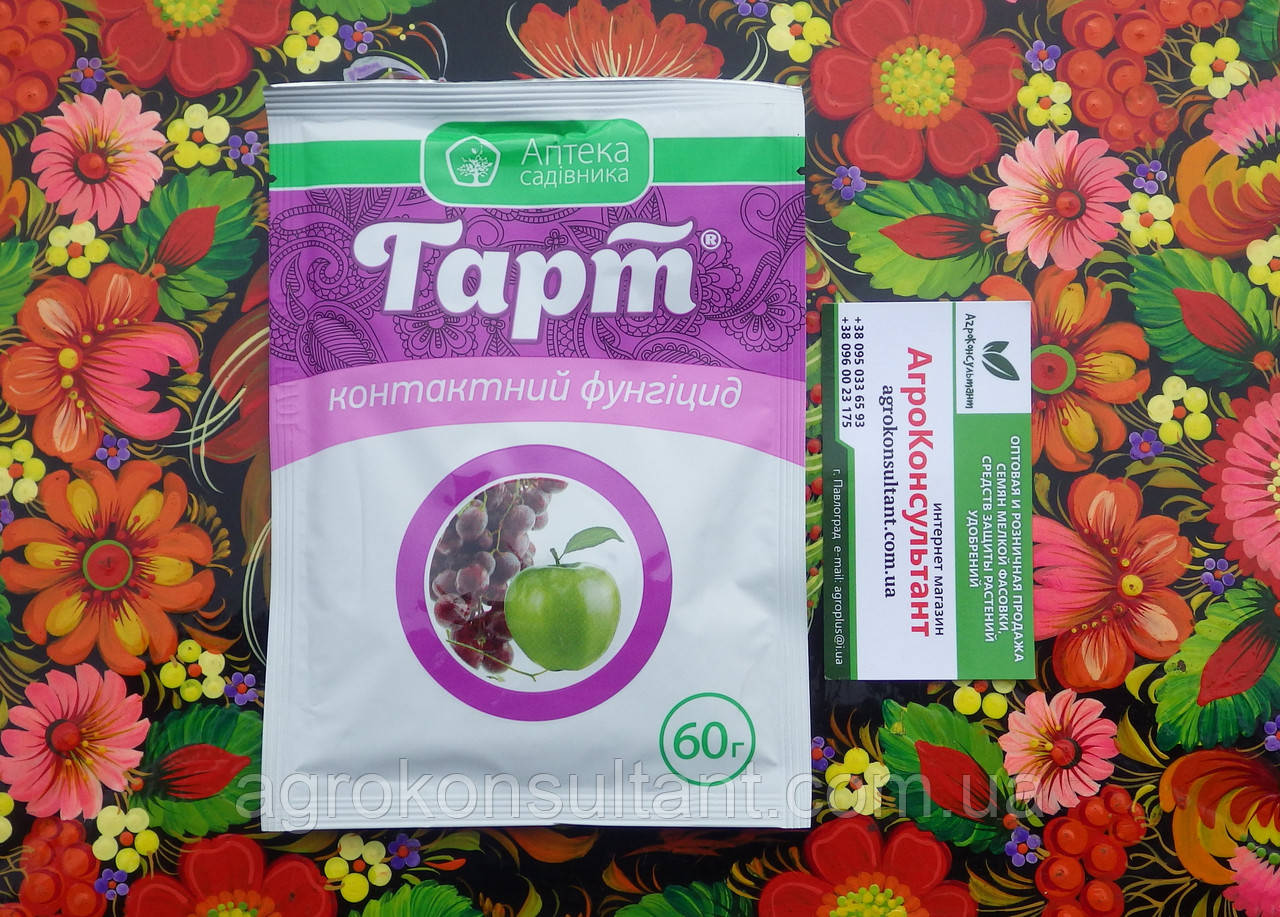 Аптека
садівника
Тарт®
контактний фунгіцид
60г
АгроКонсультант
ОПТОВАЯ И РОЗНИЧНАЯ ПРОДАЖА
СЕМЯН МЕЛКОЙ ФАСОВКИ,
СРЕДСТВ ЗАЩИТЫ РАСТЕНИЙ
УДОБРЕНИЙ
интернет магазин
АгроКонсультант
agrokonsultant.com.ua
+38 095 033 65 93
+38 096 00 23 175
г. Павлоград e-mail: agroplus@i.ua
agrokonsultant.com.ua